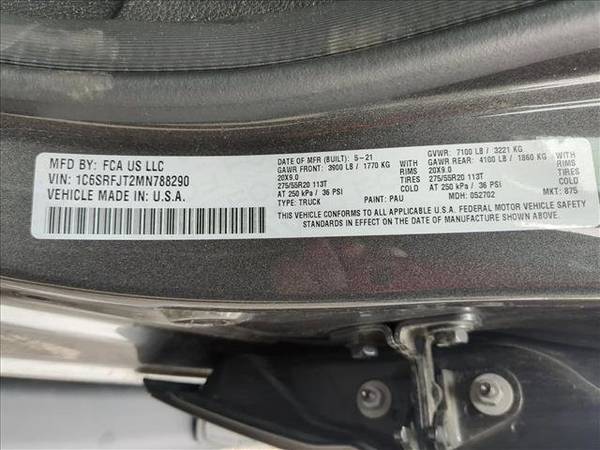 MFD BY: FCA US LLC
VIN: 1C6SRFJT2MN788290
VEHICLE MADE IN: U.S.A.
DATE OF MFR (BUILT): 5-21
GVWR: 7100 LB / 3221 KG
GAWR FRONT: 3900 LB / 1770 KG WITH
GAWR REAR: 4100 LB / 1860 KG WITH
20X9.0 RIMS
20X9.0 RIMS
275/55R20 113T TIRES
275/55R20 113T TIRES
AT 250 kPa / 36 PSI COLD
AT 250 kPa / 36 PSI COLD
TYPE: TRUCK PAINT: PAU MDH: 052702 MKT: 875
THIS VEHICLE CONFORMS TO ALL APPLICABLE U.S.A. FEDERAL MOTOR VEHICLE SAFETY
STANDARDS IN EFFECT ON THE DATE OF MANUFACTURE SHOWN ABOVE.